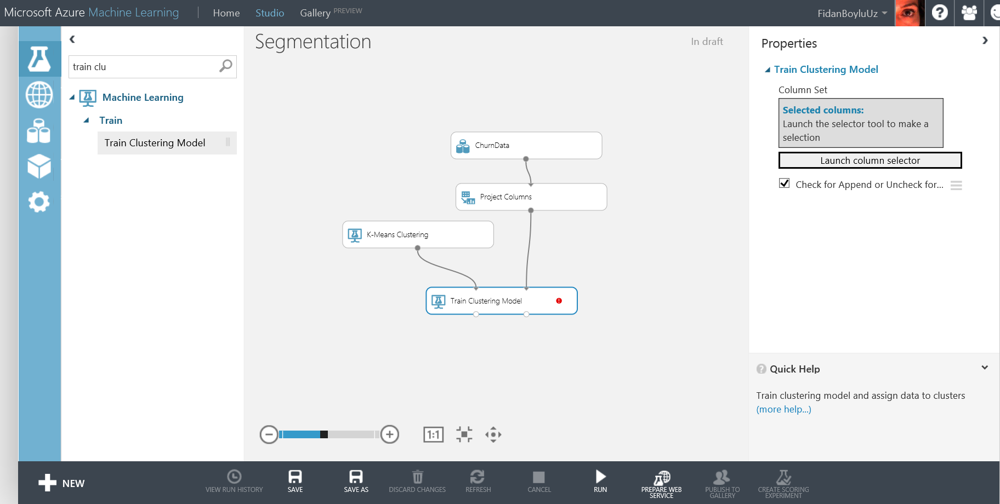 Microsoft Azure Machine Learning
Home
Studio
Gallery PREVIEW
FidanBoyluUz
?
train clu
Machine Learning
Train
Train Clustering Model
Segmentation
In draft
ChurnData
Project Columns
K-Means Clustering
Train Clustering Model
1:1
Properties
Train Clustering Model
Column Set
Selected columns:
Launch the selector tool to make a
selection
Launch column selector
Check for Append or Uncheck for...
? Quick Help
Train clustering model and assign data to clusters
(more help...)
NEW
VIEW RUN HISTORY
SAVE
SAVE AS
DISCARD CHANGES
REFRESH
CANCEL
RUN
PREPARE WEB
SERVICE
PUBLISH TO
GALLERY
CREATE SCORING
EXPERIMENT